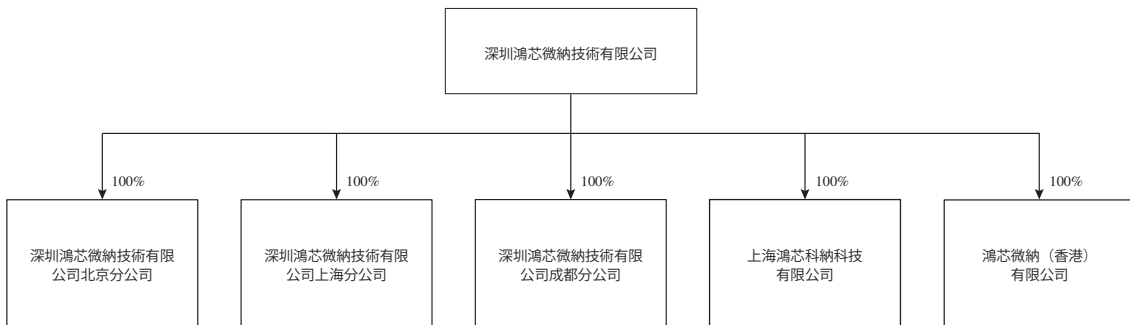 深圳鴻芯微納技術有限公司
100%
100%
100%
100%
100%
深圳鴻芯微納技術有限
公司北京分公司
深圳鴻芯微納技術有限
公司上海分公司
深圳鴻芯微納技術有限
公司成都分公司
上海鴻芯科納科技
有限公司
鴻芯微納（香港）
有限公司